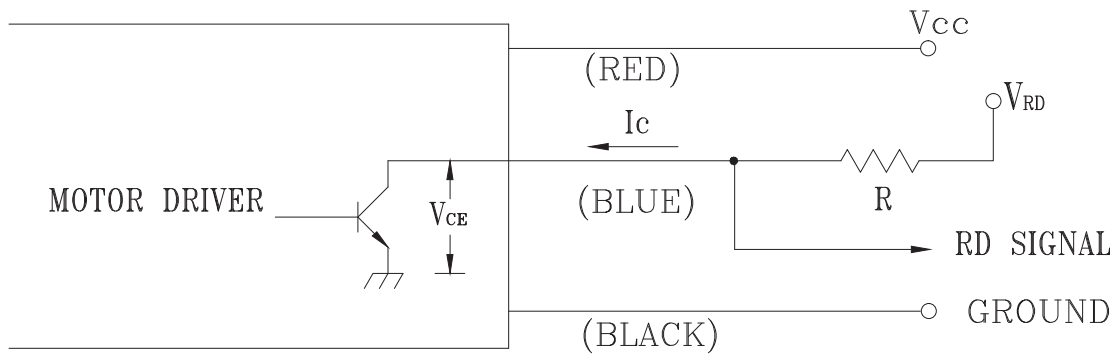 Vcc
(RED)
VRD
Ic
MOTOR DRIVER
VCE
(BLUE)
R
RD SIGNAL
GROUND
(BLACK)